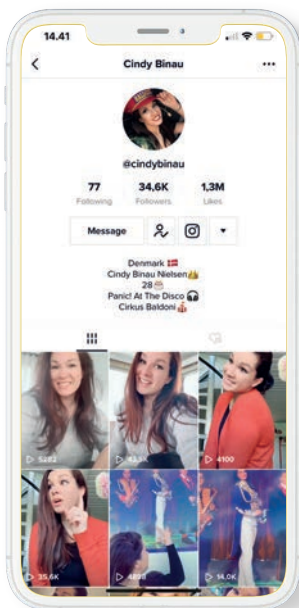 14.41
Cindy Binau
@cindybinau
77 34,6K 1,3M
Following Followers Likes
Message
Denmark 🇩🇰
Cindy Binau Nielsen👍
28🎂
Panic! At The Disco 🎧
Cirkus Baldoni🎪
5282 4100
35,6K 4838 14,0K